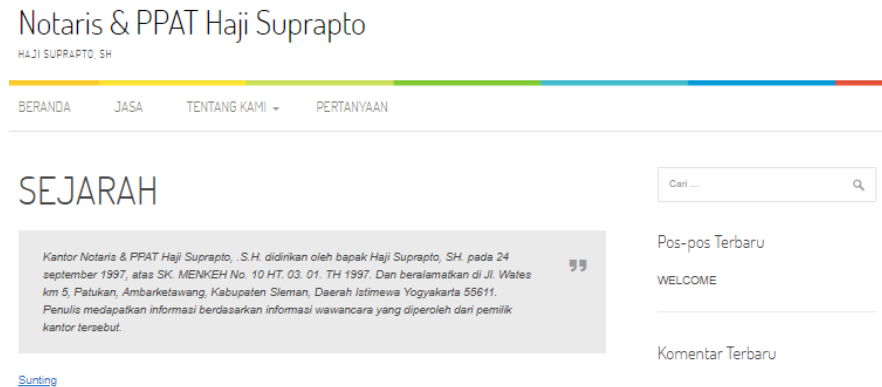 Notaris & PPAT Haji Suprapto
HAJI SUPRAPTO, SH
BERANDA JASA TENTANG KAMI PERTANYAAN
SEJARAH
Kantor Notaris & PPAT Haji Suprapto, .S.H. didirikan oleh bapak Haji Suprapto, SH. pada 24
september 1997, atas SK. MENKEH No. 10 HT. 03. 01. TH 1997. Dan beralamatkan di Jl. Wates
km 5, Patukan, Ambarketawang, Kabupaten Sleman, Daerah Istimewa Yogyakarta 55611.
Penulis medapatkan informasi berdasarkan informasi wawancara yang diperoleh dari pemilik
kantor tersebut.
Sunting
Cari ...
Pos-pos Terbaru
WELCOME
Komentar Terbaru